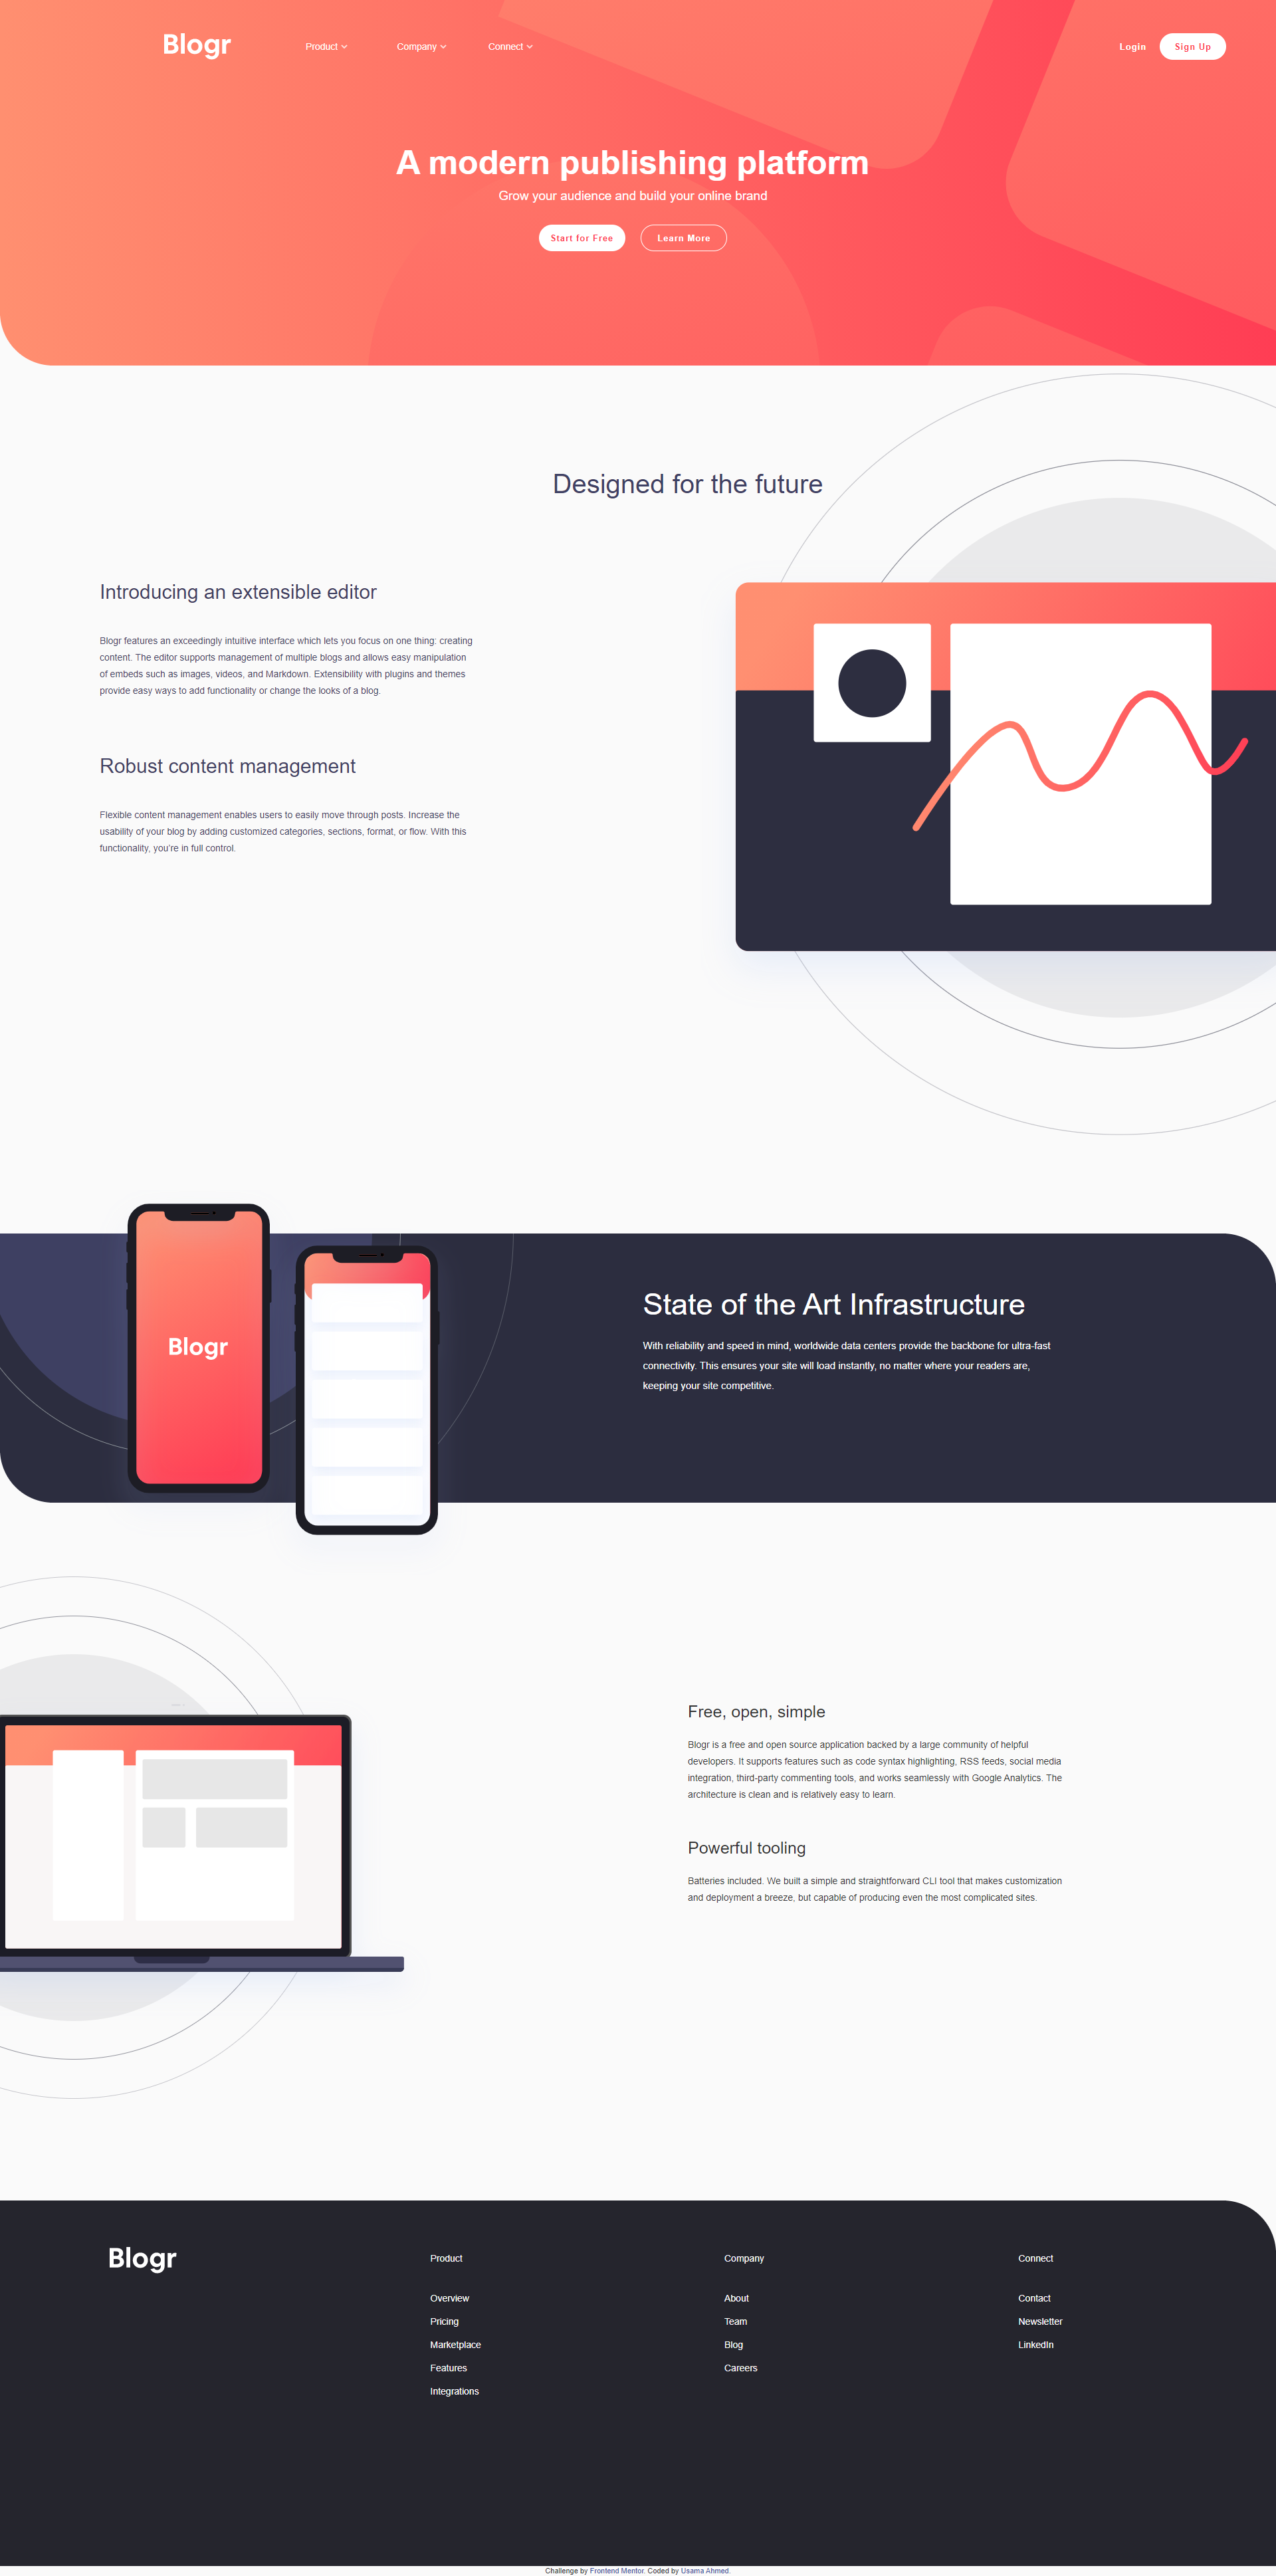 Blogr
Product
Company
Connect
Login
Sign Up
A modern publishing platform
Grow your audience and build your online brand
Start for Free
Learn More
Designed for the future
Introducing an extensible editor
Blogr features an exceedingly intuitive interface which lets you focus on one thing: creating
content. The editor supports management of multiple blogs and allows easy manipulation
of embeds such as images, videos, and Markdown. Extensibility with plugins and themes
provide easy ways to add functionality or change the looks of a blog.
Robust content management
Flexible content management enables users to easily move through posts. Increase the
usability of your blog by adding customized categories, sections, format, or flow. With this
functionality, you’re in full control.
Blogr
State of the Art Infrastructure
With reliability and speed in mind, worldwide data centers provide the backbone for ultra-fast
connectivity. This ensures your site will load instantly, no matter where your readers are,
keeping your site competitive.
Free, open, simple
Blogr is a free and open source application backed by a large community of helpful
developers. It supports features such as code syntax highlighting, RSS feeds, social media
integration, third-party commenting tools, and works seamlessly with Google Analytics. The
architecture is clean and is relatively easy to learn.
Powerful tooling
Batteries included. We built a simple and straightforward CLI tool that makes customization
and deployment a breeze, but capable of producing even the most complicated sites.
Blogr
Product
Overview
Pricing
Marketplace
Features
Integrations
Company
About
Team
Blog
Careers
Connect
Contact
Newsletter
LinkedIn
Challenge by Frontend Mentor. Coded by Usama Ahmed.